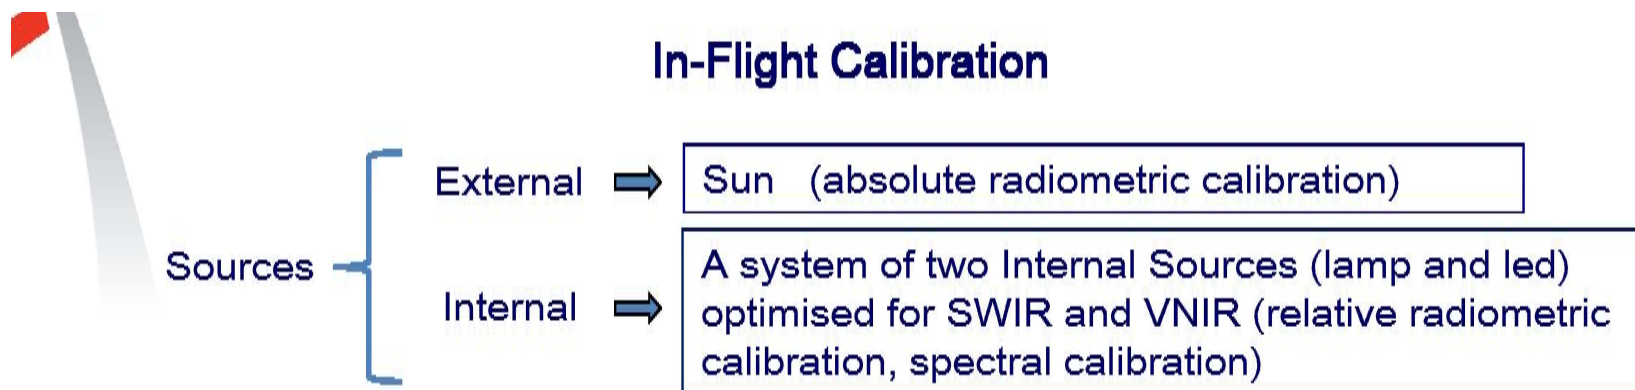 In-Flight Calibration
Sources
External
Sun (absolute radiometric calibration)
Internal
A system of two Internal Sources (lamp and led)
optimised for SWIR and VNIR (relative radiometric
calibration, spectral calibration)